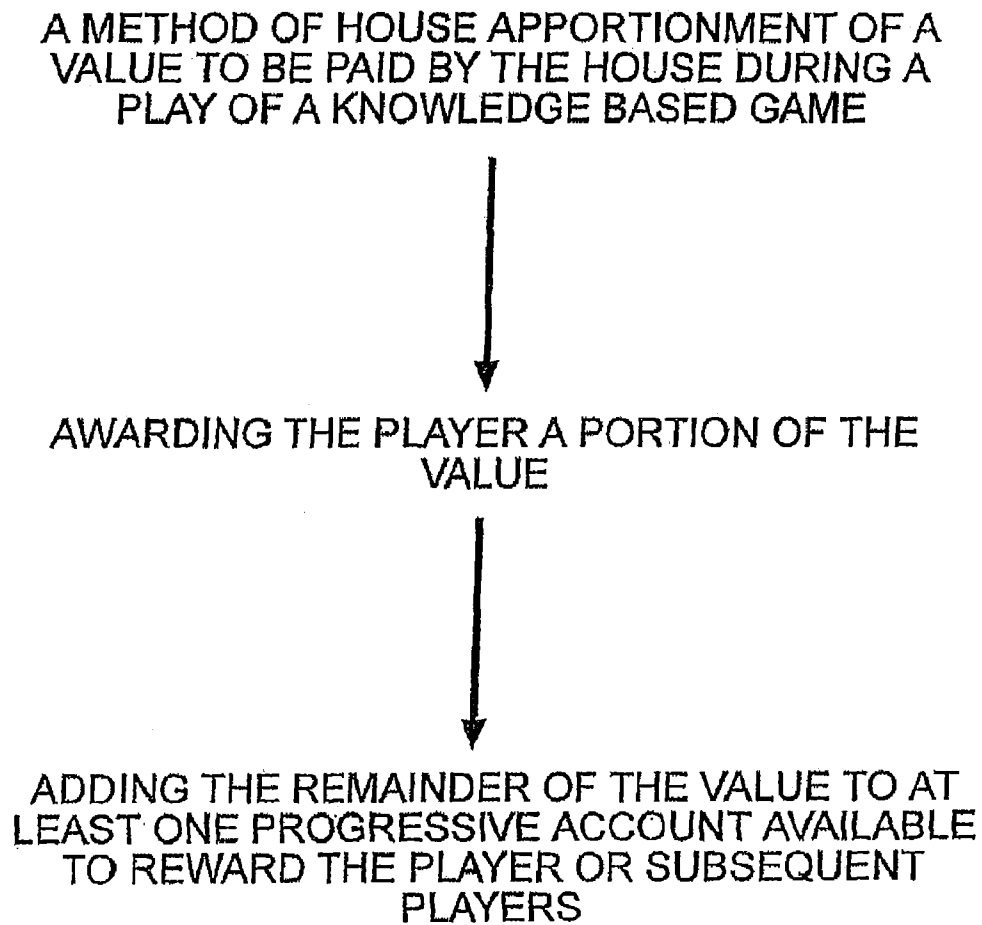 A METHOD OF HOUSE APPORTIONMENT OF A
VALUE TO BE PAID BY THE HOUSE DURING A
PLAY OF A KNOWLEDGE BASED GAME
AWARDING THE PLAYER A PORTION OF THE
VALUE
ADDING THE REMAINDER OF THE VALUE TO AT
LEAST ONE PROGRESSIVE ACCOUNT AVAILABLE
TO REWARD THE PLAYER OR SUBSEQUENT
PLAYERS